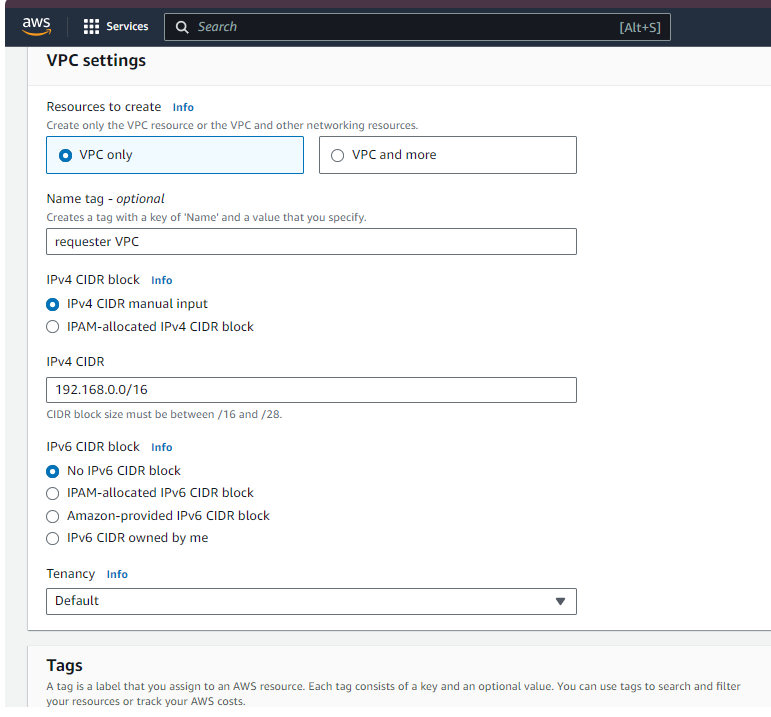 aws Services Search [Alt+S]
VPC settings
Resources to create Info
Create only the VPC resource or the VPC and other networking resources.
VPC only VPC and more
Name tag - optional
Creates a tag with a key of 'Name' and a value that you specify.
requester VPC
IPv4 CIDR block Info
IPv4 CIDR manual input
IPAM-allocated IPv4 CIDR block
IPv4 CIDR
192.168.0.0/16
CIDR block size must be between /16 and /28.
IPv6 CIDR block Info
No IPv6 CIDR block
IPAM-allocated IPv6 CIDR block
Amazon-provided IPv6 CIDR block
IPv6 CIDR owned by me
Tenancy Info
Default
Tags
A tag is a label that you assign to an AWS resource. Each tag consists of a key and an optional value. You can use tags to search and filter
your resources or track your AWS costs.